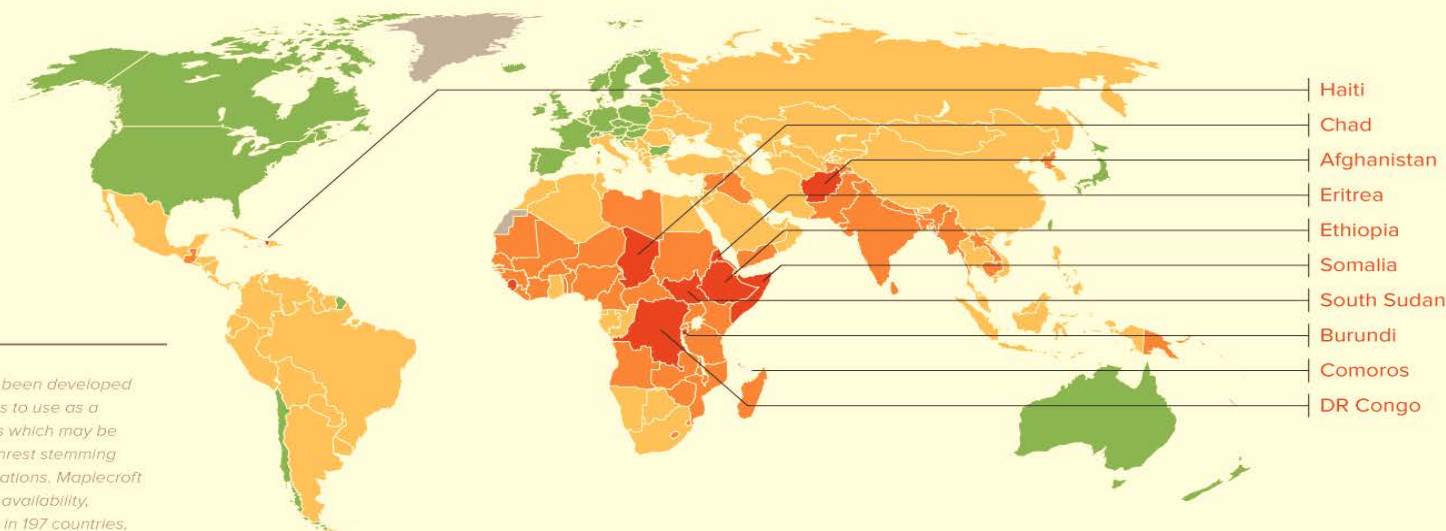 Haiti
Chad
Afghanistan
Eritrea
Ethiopia
Somalia
South Sudan
Burundi
Comoros
DR Congo
been developed
s to use as a
s which may be
nrest stemming
ations. Maplecroft
availability,
in 197 countries,